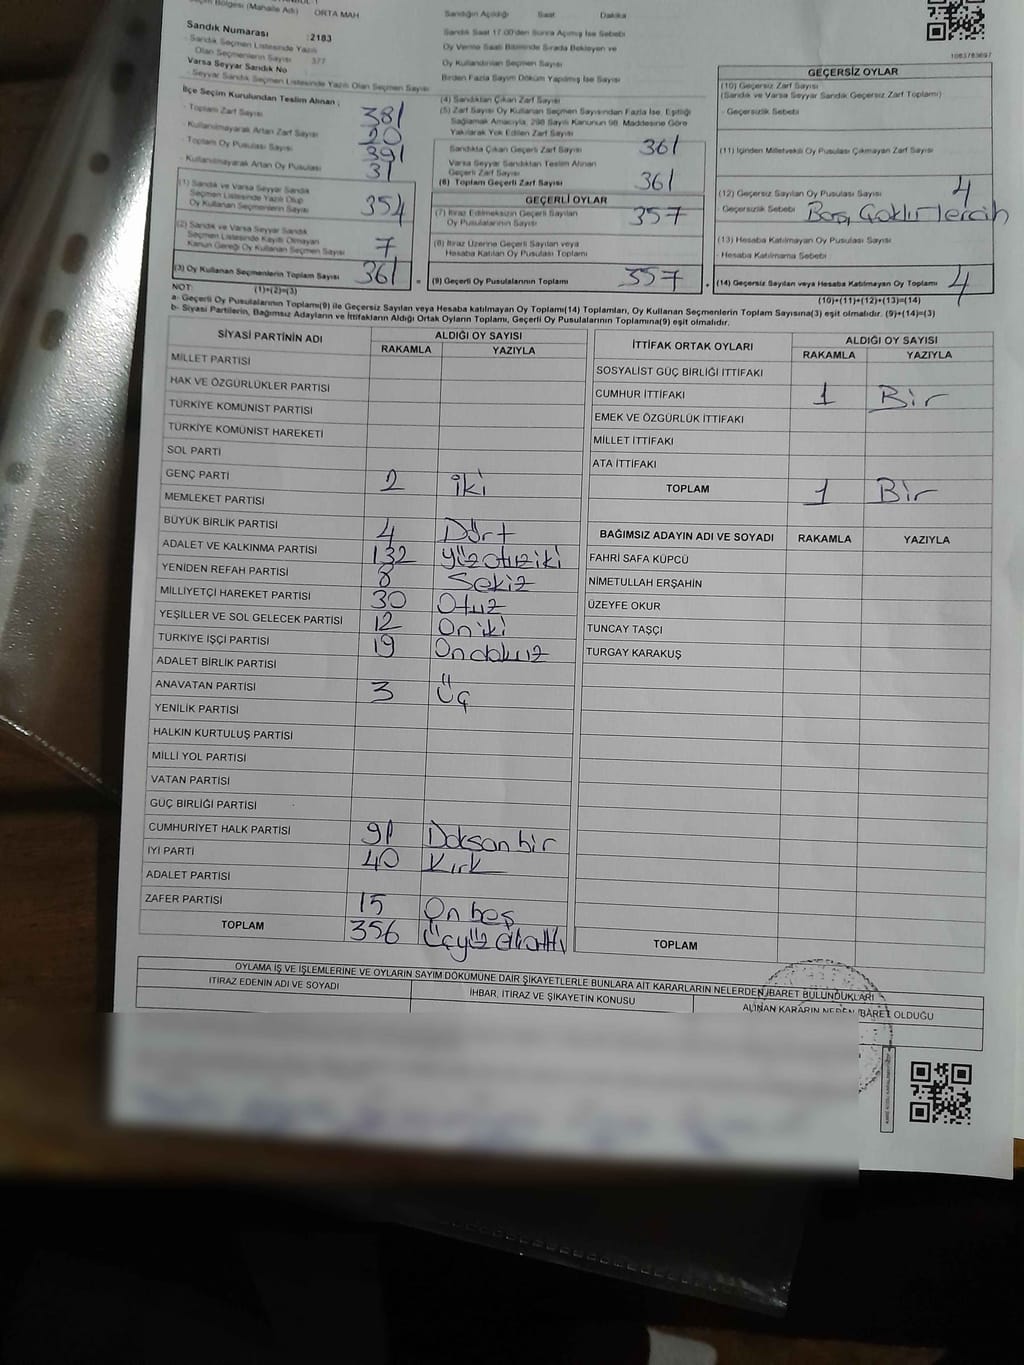 Seçim Bölgesi (Mahalle Adı) ORTA MAH
Sandık Numarası :2183
- Sandık Seçmen Listesinde Yazılı
Olan Seçmenlerin Sayısı 377
Varsa Seyyar Sandık No
- Seyyar Sandık Seçmen Listesinde Yazılı Olan Seçmen Sayısı
İlçe Seçim Kurulundan Teslim Alınan ;
- Toplam Zarf Sayısı 381
- Kullanılmayarak Artan Zarf Sayısı 20
- Toplam Oy Pusulası Sayısı 391
- Kullanılmayarak Artan Oy Pusulası 31
(1) Sandık ve Varsa Seyyar Sandık
Seçmen Listesinde Yazılı Olup
Oy Kullanan Seçmenlerin Sayısı 354
(2) Sandık ve Varsa Seyyar Sandık
Seçmen Listesinde Kayıtlı Olmayan
Kanun Gereği Oy Kullanan Seçmen Sayısı 7
(3) Oy Kullanan Seçmenlerin Toplam Sayısı 361
Sandığın Açıldığı Saat Dakika
Sandık Saat 17.00'den Sonra Açılmış İse Sebebi
Oy Verme Saati Bitiminde Sırada Bekleyen ve
Oy Kullandırılan Seçmen Sayısı
Birden Fazla Sayım Döküm Yapılmış İse Sayısı
(4) Sandıktan Çıkan Zarf Sayısı
(5) Zarf Sayısı Oy Kullanan Seçmen Sayısından Fazla İse, Eşitliği
Sağlamak Amacıyla, 298 Sayılı Kanunun 98. Maddesine Göre
Yakılarak Yok Edilen Zarf Sayısı
Sandıkta Çıkan Geçerli Zarf Sayısı 361
Varsa Seyyar Sandıktan Teslim Alınan
Geçerli Zarf Sayısı
(6) Toplam Geçerli Zarf Sayısı 361
GEÇERLİ OYLAR
(7) İtiraz Edilmeksizin Geçerli Sayılan
Oy Pusulalarının Sayısı 357
(8) İtiraz Üzerine Geçerli Sayılan veya
Hesaba Katılan Oy Pusulası Toplamı
= (9) Geçerli Oy Pusulalarının Toplamı 357
1083783697
GEÇERSİZ OYLAR
(10) Geçersiz Zarf Sayısı
(Sandık ve Varsa Seyyar Sandık Geçersiz Zarf Toplamı)
- Geçersizlik Sebebi
(11) İçinden Milletvekili Oy Pusulası Çıkmayan Zarf Sayısı
(12) Geçersiz Sayılan Oy Pusulası Sayısı 4
- Geçersizlik Sebebi Boş,
(13) Hesaba Katılmayan Oy Pusulası Sayısı
- Hesaba Katılmama Sebebi
+ (14) Geçersiz Sayılan veya Hesaba Katılmayan Oy Toplamı 4
NOT: (1)+(2)=(3)
(10)+(11)+(12)+(13)=(14)
a- Geçerli Oy Pusulalarının Toplamı(9) ile Geçersiz Sayılan veya Hesaba katılmayan Oy Toplamı(14) Toplamları, Oy Kullanan Seçmenlerin Toplam Sayısına(3) eşit olmalıdır. (9)+(14)=(3)
b- Siyasi Partilerin, Bağımsız Adayların ve İttifakların Aldığı Ortak Oyların Toplamı, Geçerli Oy Pusulalarının Toplamına(9) eşit olmalıdır.
SİYASİ PARTİNİN ADI ALDIĞI OY SAYISI
RAKAMLA YAZIYLA
MİLLET PARTİSİ
HAK VE ÖZGÜRLÜKLER PARTİSİ
TÜRKİYE KOMÜNİST PARTİSİ
TÜRKİYE KOMÜNİST HAREKETİ
SOL PARTİ
GENÇ PARTİ 2 iki
MEMLEKET PARTİSİ
BÜYÜK BİRLİK PARTİSİ 4 Dört
ADALET VE KALKINMA PARTİSİ 132 yüzotuziki
YENİDEN REFAH PARTİSİ 8 Sekiz
MİLLİYETÇİ HAREKET PARTİSİ 30 Otuz
YEŞİLLER VE SOL GELECEK PARTİSİ 12 Oniki
TÜRKİYE İŞÇİ PARTİSİ 19 Ondokuz
ADALET BİRLİK PARTİSİ
ANAVATAN PARTİSİ 3 Üç
YENİLİK PARTİSİ
HALKIN KURTULUŞ PARTİSİ
MİLLİ YOL PARTİSİ
VATAN PARTİSİ
GÜÇ BİRLİĞİ PARTİSİ
CUMHURİYET HALK PARTİSİ 91 Doksanbir
İYİ PARTİ 40 Kırk
ADALET PARTİSİ
ZAFER PARTİSİ 15 Onbeş
TOPLAM 356 Üçyüzellialtı
İTTİFAK ORTAK OYLARI ALDIĞI OY SAYISI
RAKAMLA YAZIYLA
SOSYALİST GÜÇ BİRLİĞİ İTTİFAKI
CUMHUR İTTİFAKI 1 Bir
EMEK VE ÖZGÜRLÜK İTTİFAKI
MİLLET İTTİFAKI
ATA İTTİFAKI
TOPLAM 1 Bir
BAĞIMSIZ ADAYIN ADI VE SOYADI RAKAMLA YAZIYLA
FAHRİ SAFA KÜPCÜ
NİMETULLAH ERŞAHİN
ÜZEYFE OKUR
TUNCAY TAŞÇI
TURGAY KARAKUŞ
TOPLAM
OYLAMA İŞ VE İŞLEMLERİNE VE OYLARIN SAYIM DÖKÜMÜNE DAİR ŞİKAYETLERLE BUNLARA AİT KARARLARIN NELERDEN İBARET BULUNDUKLARI
İTİRAZ EDENİN ADI VE SOYADI İHBAR, İTİRAZ VE ŞİKAYETİN KONUSU ALINAN KARARIN NEDEN İBARET OLDUĞU